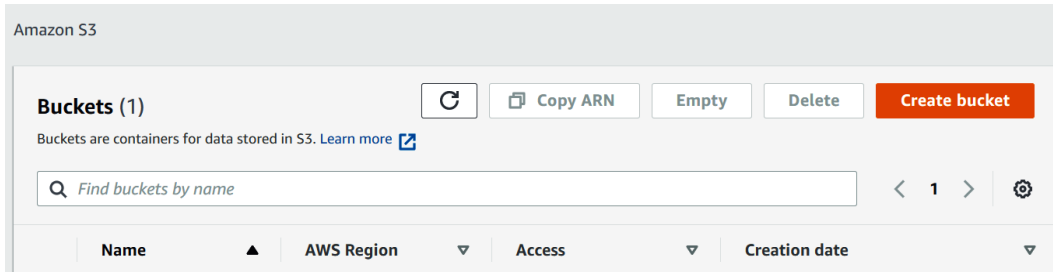 Amazon S3
Buckets (1)
Copy ARN
Empty
Delete
Create bucket
Buckets are containers for data stored in S3. Learn more
Find buckets by name
1
Name AWS Region Access Creation date